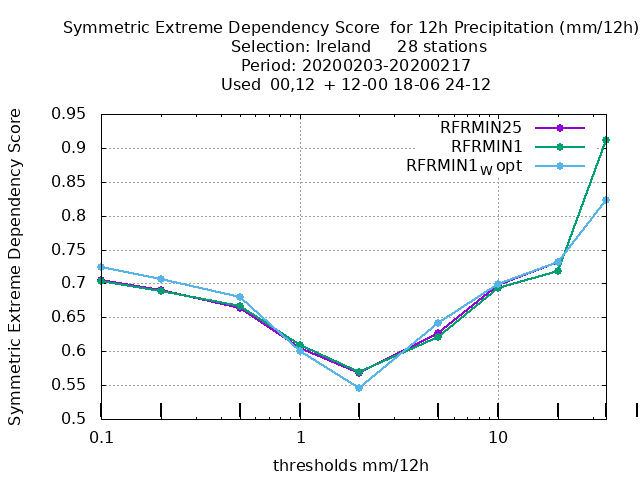 Symmetric Extreme Dependency Score  for 12h Precipitation (mm/12h)
Selection: Ireland     28 stations
Period: 20200203-20200217
Used  00,12  + 12-00 18-06 24-12
Symmetric Extreme Dependency Score
0.95
0.9
0.85
0.8
0.75
0.7
0.65
0.6
0.55
0.5
RFRMIN25
RFRMIN1
RFRMIN1W opt
0.1
1
10
thresholds mm/12h